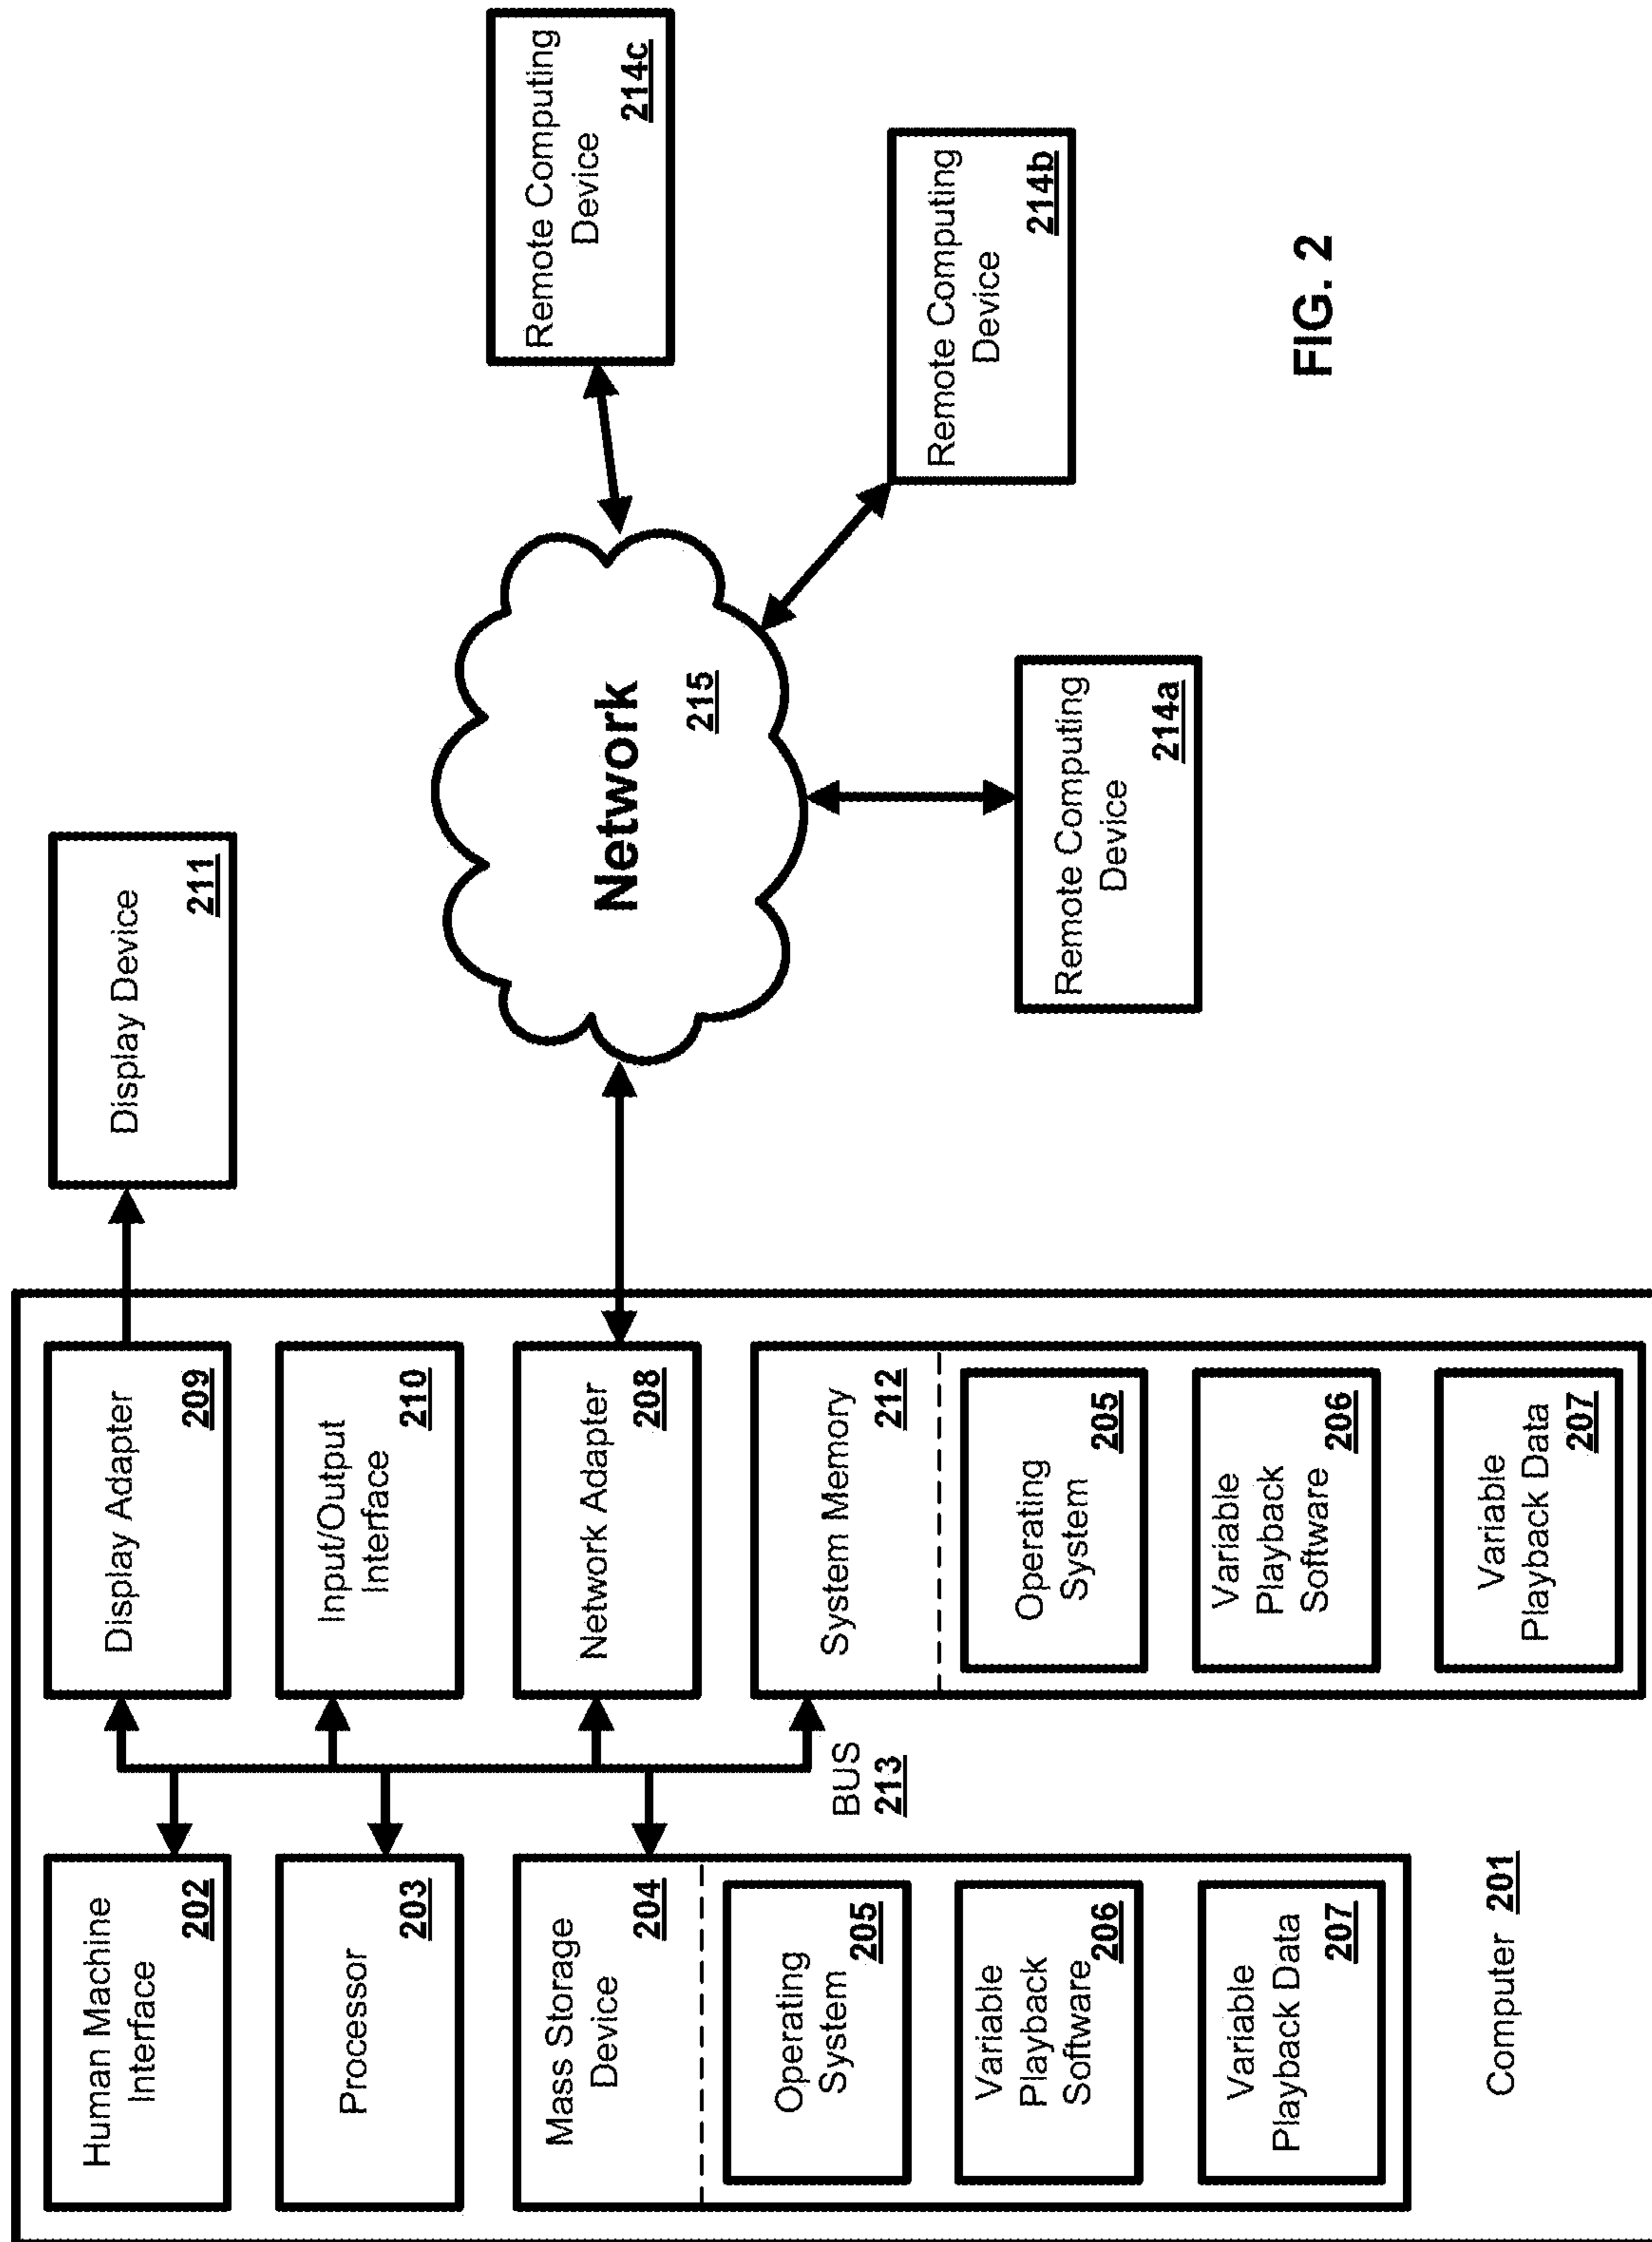 Human Machine
Interface
202
Processor
203
Mass Storage
Device
204
Operating
System
205
Variable
Playback
Software
206
Variable
Playback Data
207
Computer 201
BUS
213
Display Adapter
209
Input/Output
Interface
210
Network Adapter
208
System Memory
212
Operating
System
205
Variable
Playback
Software
206
Variable
Playback Data
207
Display Device
211
Network
215
Remote Computing
Device
214a
Remote Computing
Device
214b
Remote Computing
Device
214c
FIG. 2